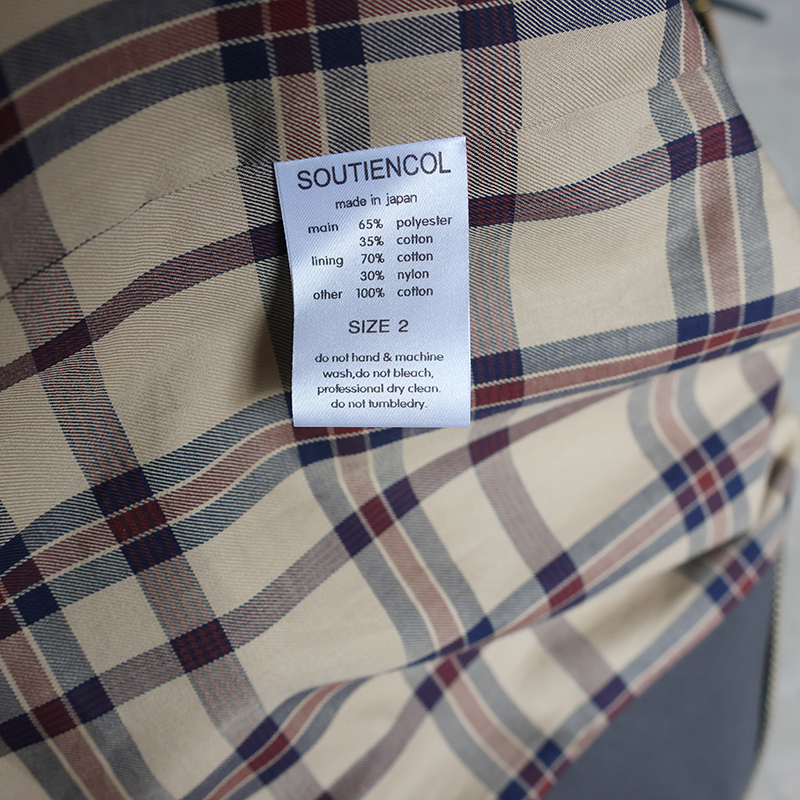 SOUTIENCOL
made in japan
main 65% polyester
35% cotton
lining 70% cotton
30% nylon
other 100% cotton
SIZE 2
do not hand & machine
wash,do not bleach,
professional dry clean.
do not tumbledry.